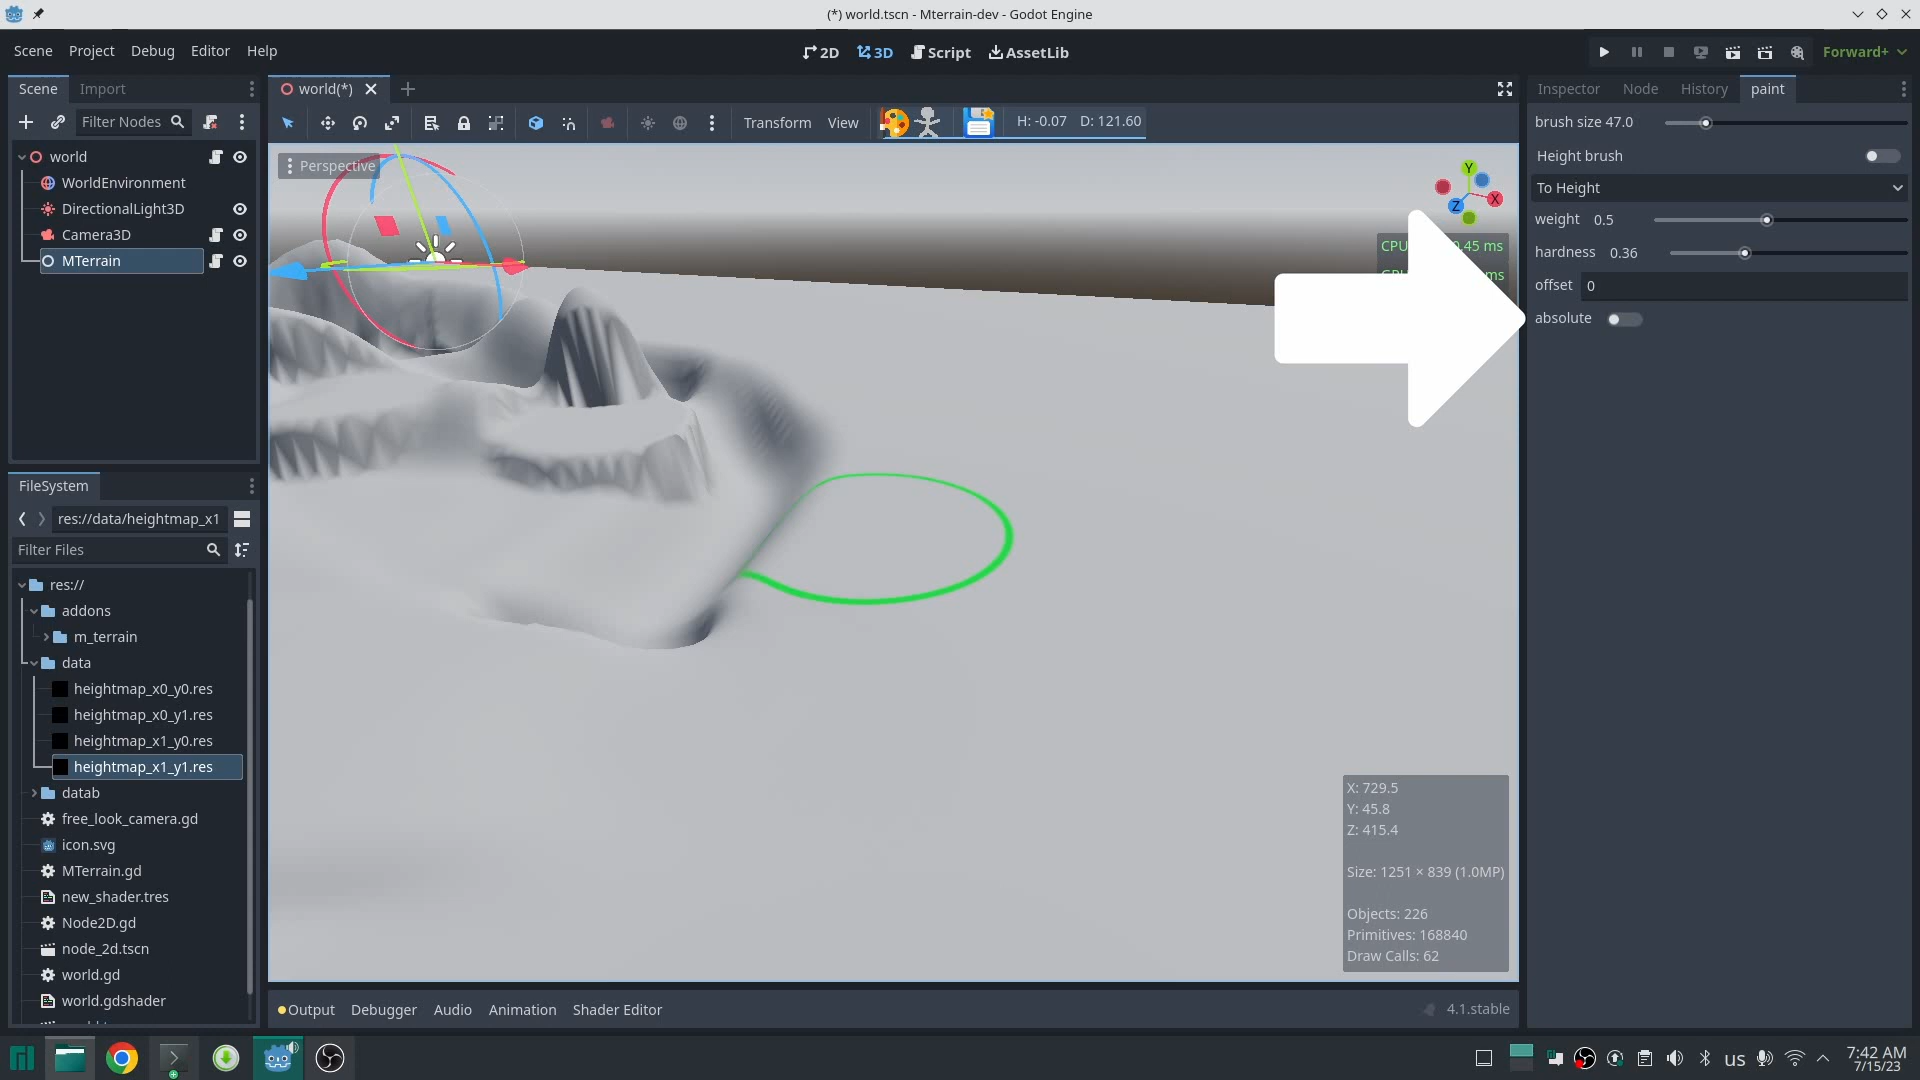 (*) world.tscn - Mterrain-dev - Godot Engine
Scene Project Debug Editor Help
2D 3D Script AssetLib
Forward+
Scene Import
world(*)
Inspector Node History paint
Filter Nodes
Transform View
H: -0.07 D: 121.60
brush size 47.0
Perspective
Height brush
world
WorldEnvironment
DirectionalLight3D
Camera3D
MTerrain
Y
X
Z
To Height
weight 0.5
CPU .45 ms
hardness 0.36
ms
offset 0
absolute
FileSystem
res://data/heightmap_x1
Filter Files
res://
addons
m_terrain
data
heightmap_x0_y0.res
heightmap_x0_y1.res
heightmap_x1_y0.res
heightmap_x1_y1.res
datab
free_look_camera.gd
icon.svg
MTerrain.gd
new_shader.tres
Node2D.gd
node_2d.tscn
world.gd
world.gdshader
X: 729.5
Y: 45.8
Z: 415.4
Size: 1251 × 839 (1.0MP)
Objects: 226
Primitives: 168840
Draw Calls: 62
Output Debugger Audio Animation Shader Editor
4.1.stable
us
7:42 AM
7/15/23